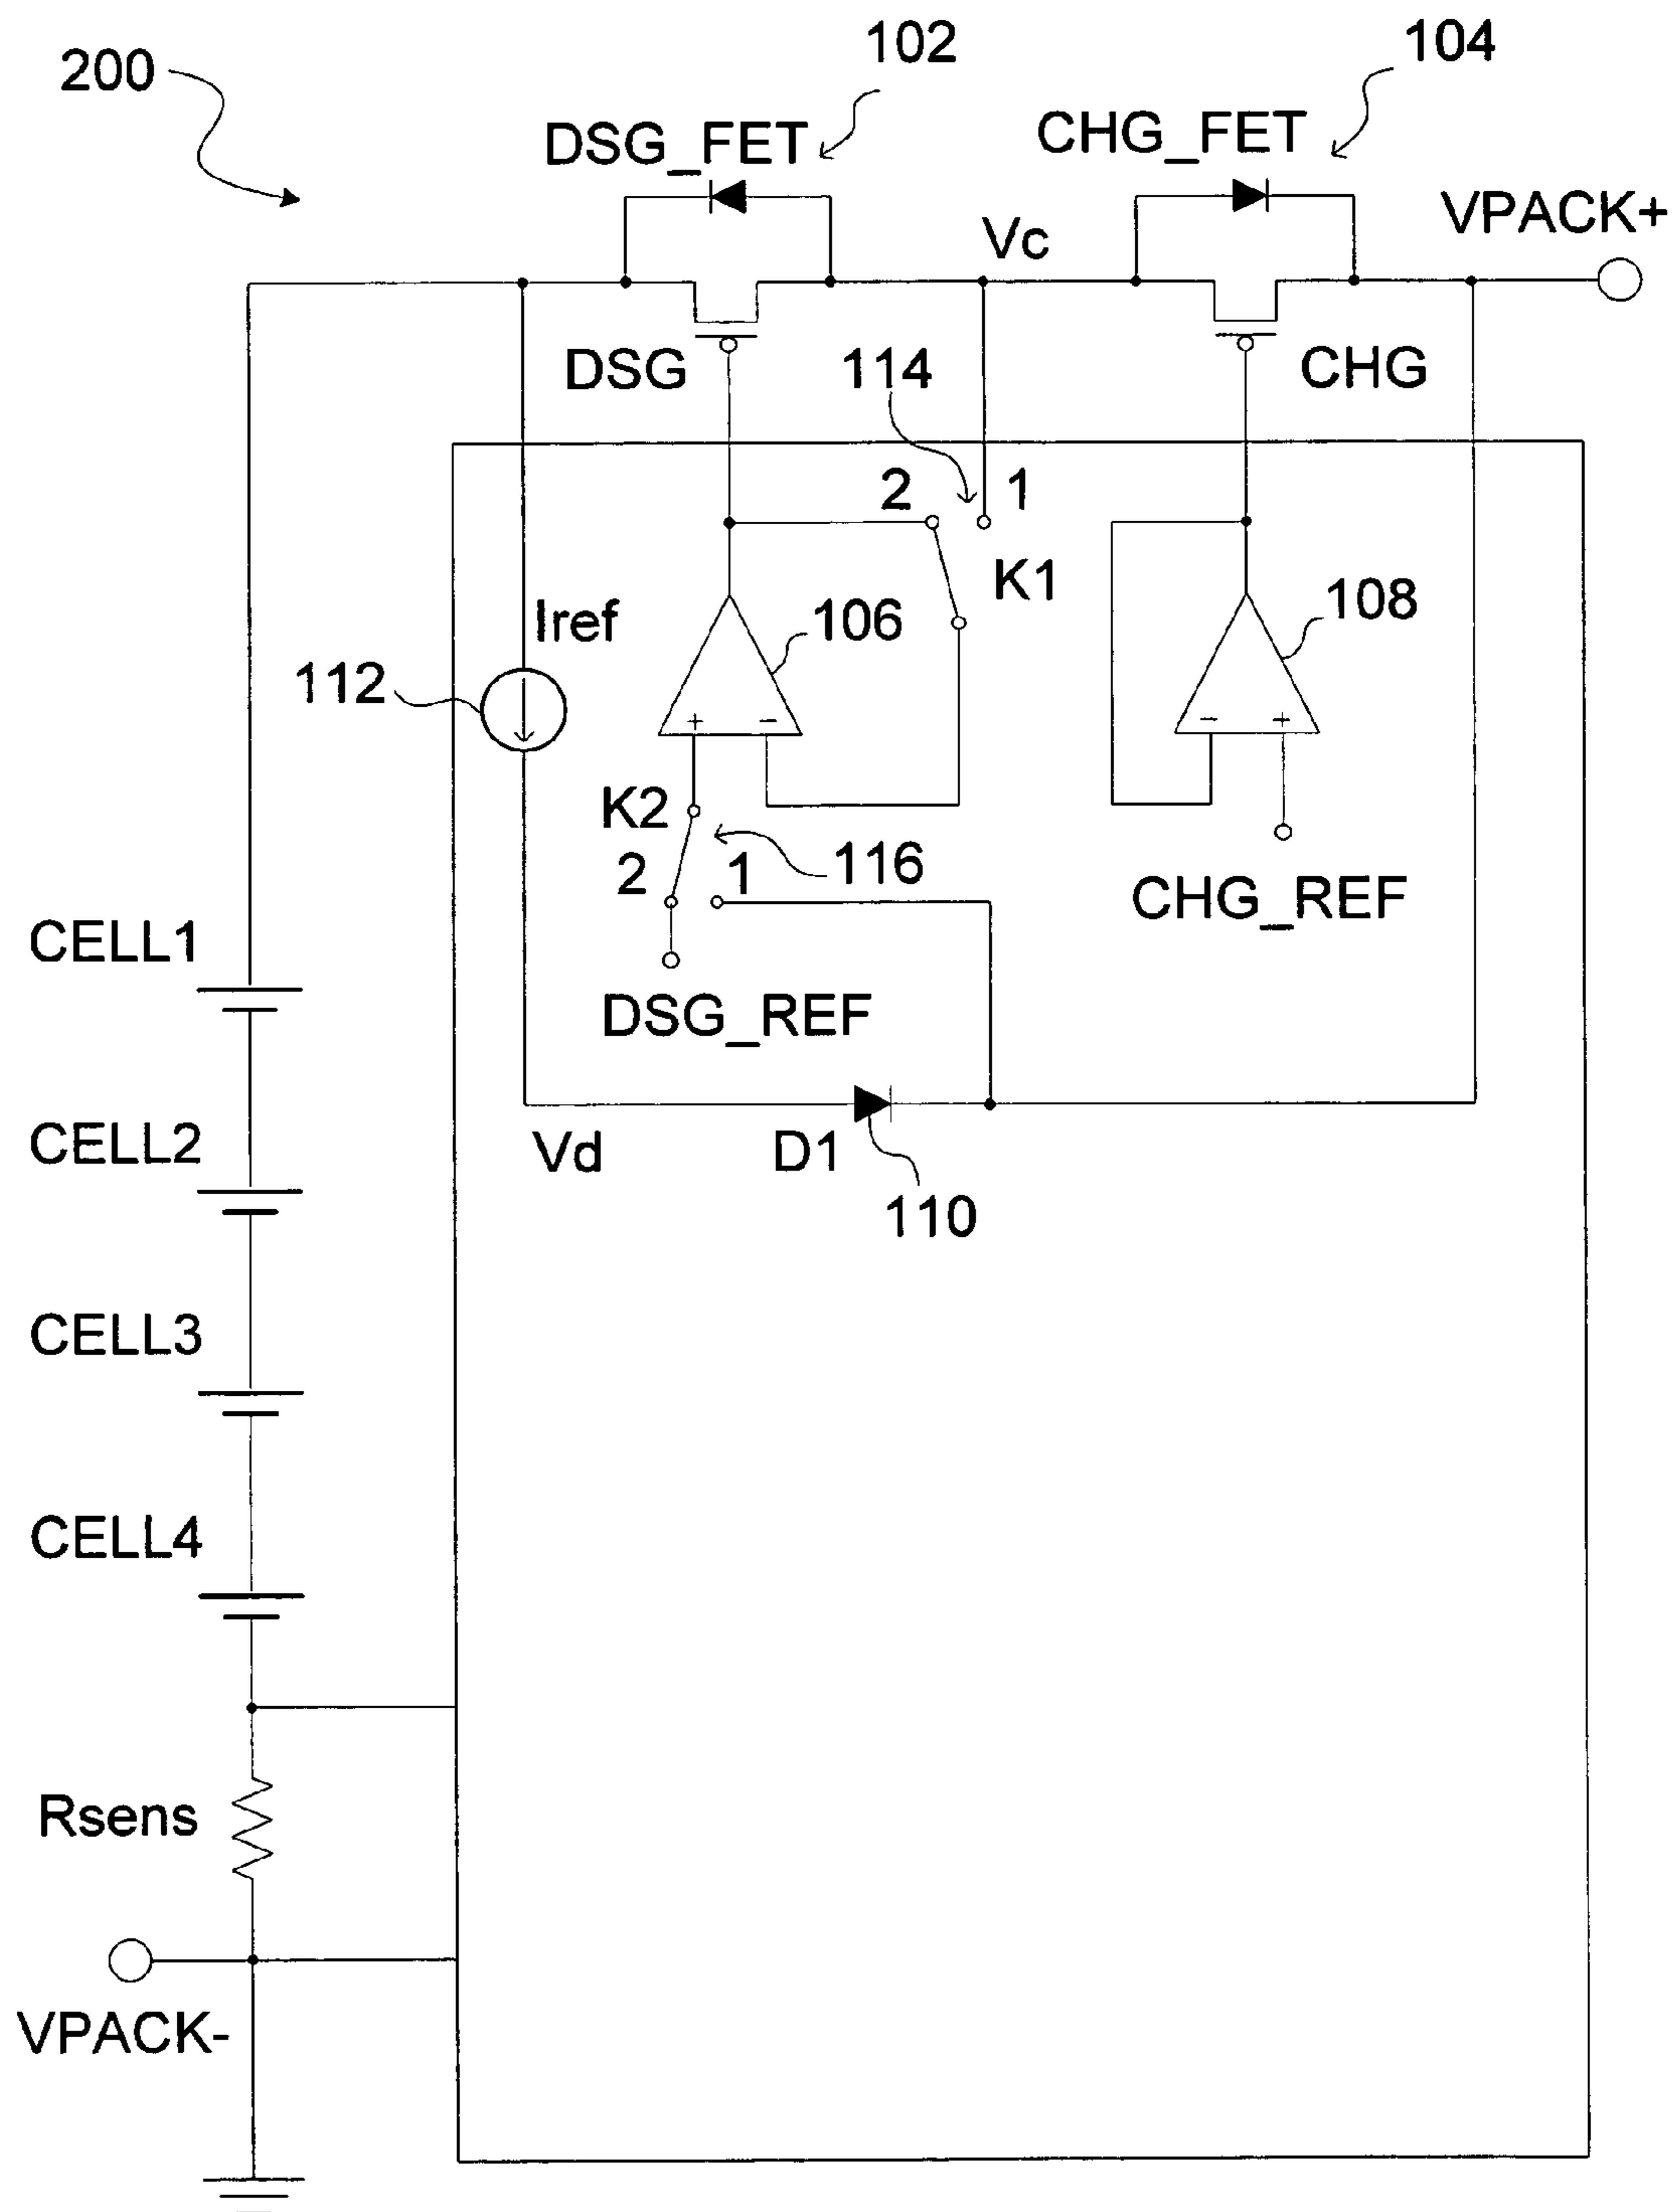 200
102
104
DSG_FET
CHG_FET
VPACK+
Vc
DSG
114
CHG
2
1
K1
Iref
106
108
112
+
-
-
+
K2
2
1
116
CHG_REF
CELL1
DSG_REF
Vd
D1
110
CELL2
CELL3
CELL4
Rsens
VPACK-